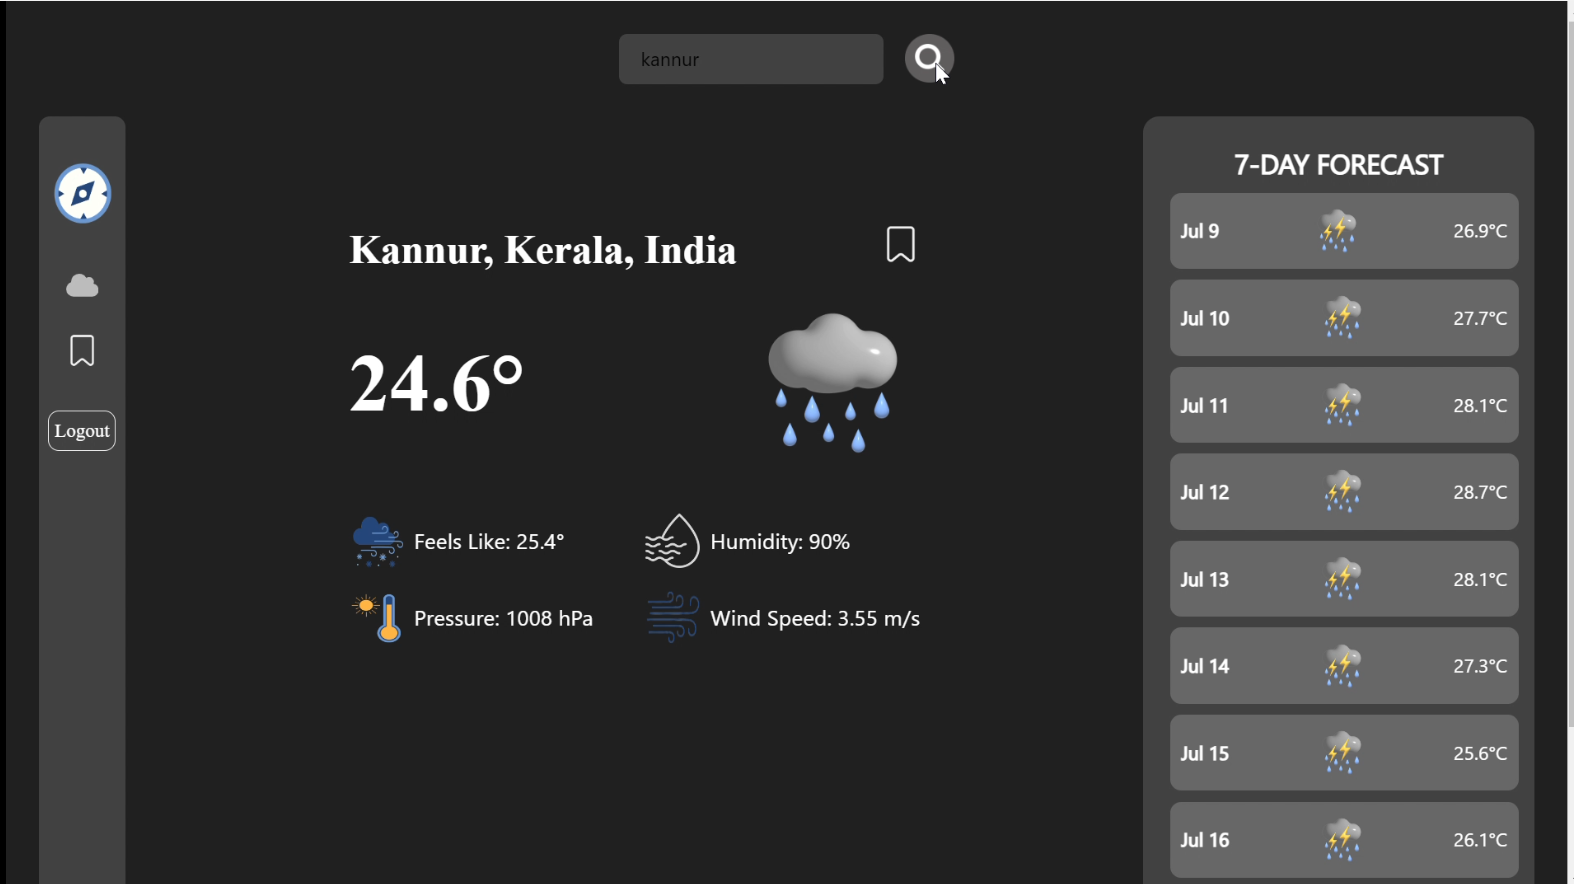 kannur
Logout
Kannur, Kerala, India
24.6°
Feels Like: 25.4°
Humidity: 90%
Pressure: 1008 hPa
Wind Speed: 3.55 m/s
7-DAY FORECAST
Jul 9 26.9°C
Jul 10 27.7°C
Jul 11 28.1°C
Jul 12 28.7°C
Jul 13 28.1°C
Jul 14 27.3°C
Jul 15 25.6°C
Jul 16 26.1°C